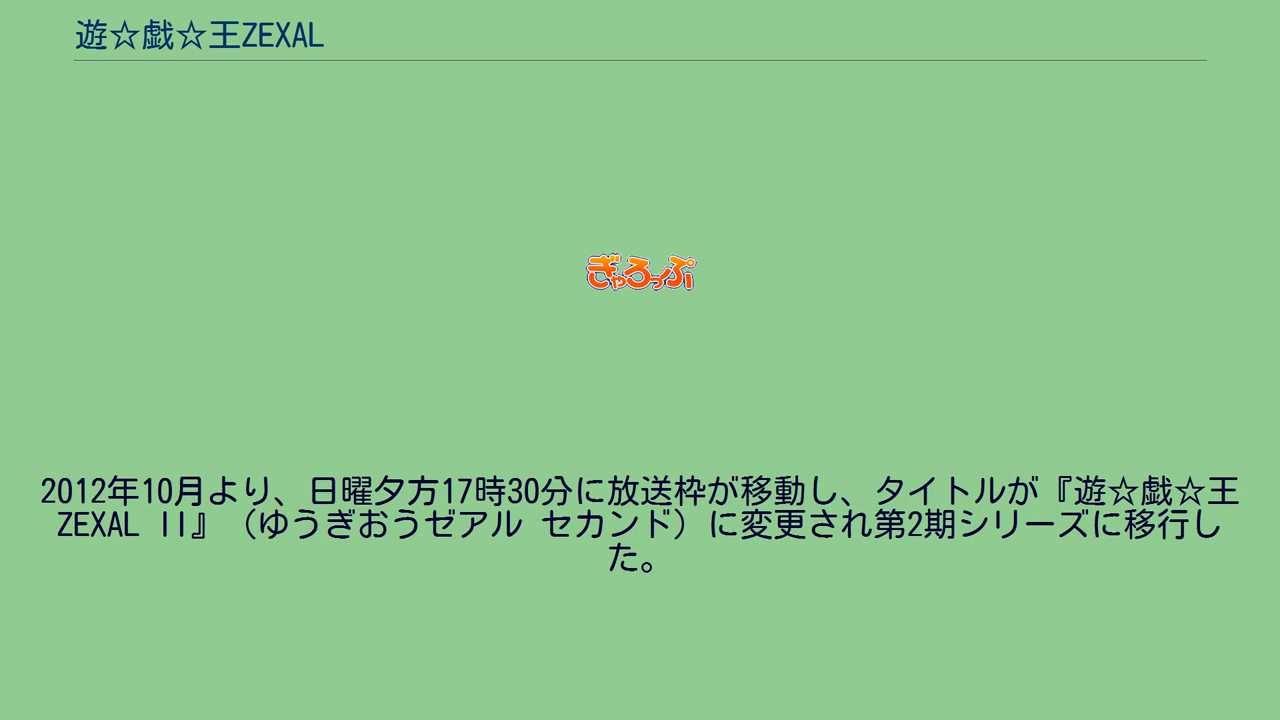 遊☆戯☆王ZEXAL
ぎゃろっぷ
2012年10月より、日曜夕方17時30分に放送枠が移動し、タイトルが『遊☆戯☆王
ZEXAL II』（ゆうぎおうゼアル セカンド）に変更され第2期シリーズに移行し
た。